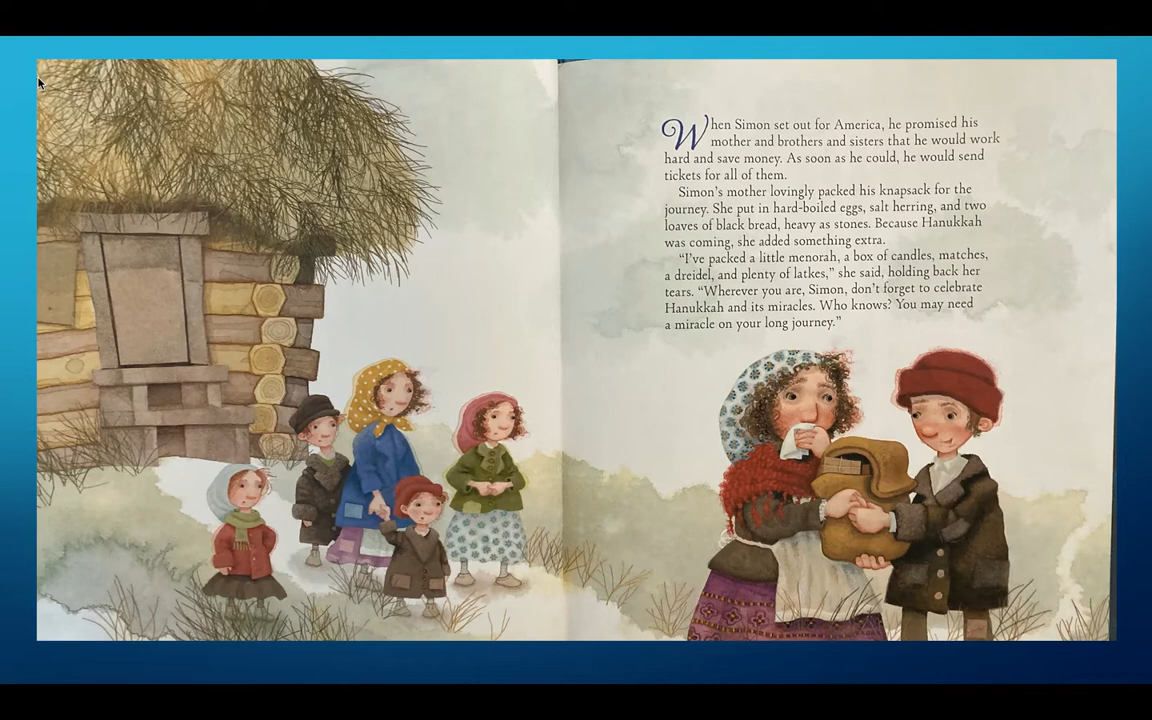 When Simon set out for America, he promised his
mother and brothers and sisters that he would work
hard and save money. As soon as he could, he would send
tickets for all of them.
Simon's mother lovingly packed his knapsack for the
journey. She put in hard-boiled eggs, salt herring, and two
loaves of black bread, heavy as stones. Because Hanukkah
was coming, she added something extra.
“I've packed a little menorah, a box of candles, matches,
a dreidel, and plenty of latkes,” she said, holding back her
tears. “Wherever you are, Simon, don't forget to celebrate
Hanukkah and its miracles. Who knows? You may need
a miracle on your long journey.”